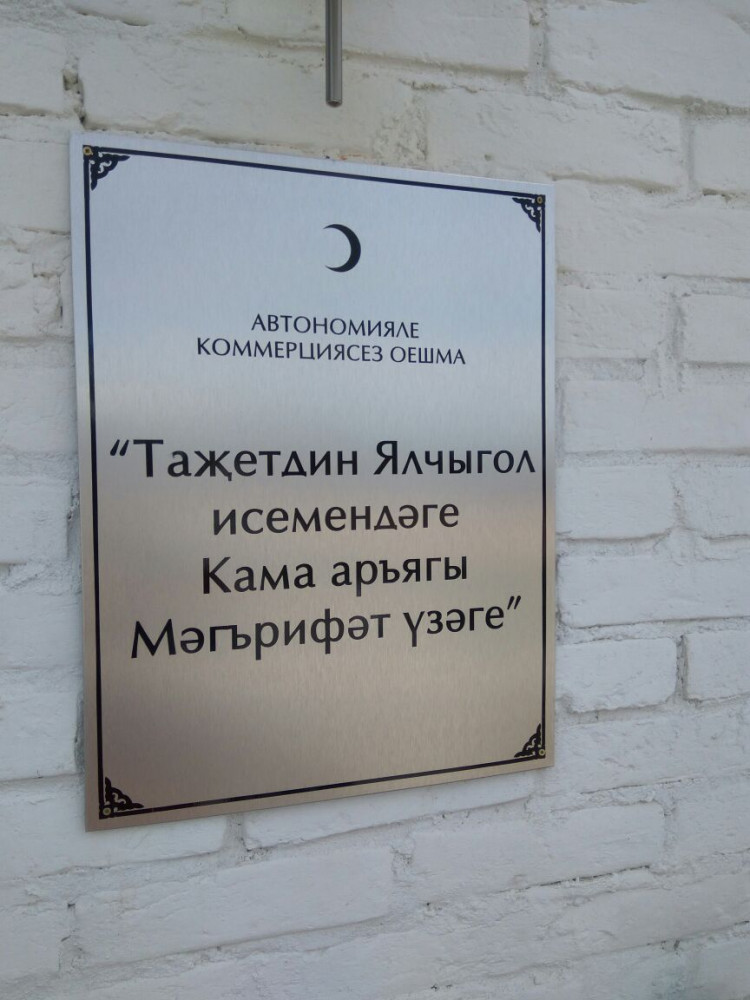 АВТОНОМИЯЛЕ
КОММЕРЦИЯСЕЗ ОЕШМА
“Таҗетдин Ялчыгол
исемендәге
Кама аръягы
Мәгърифәт үзәге”